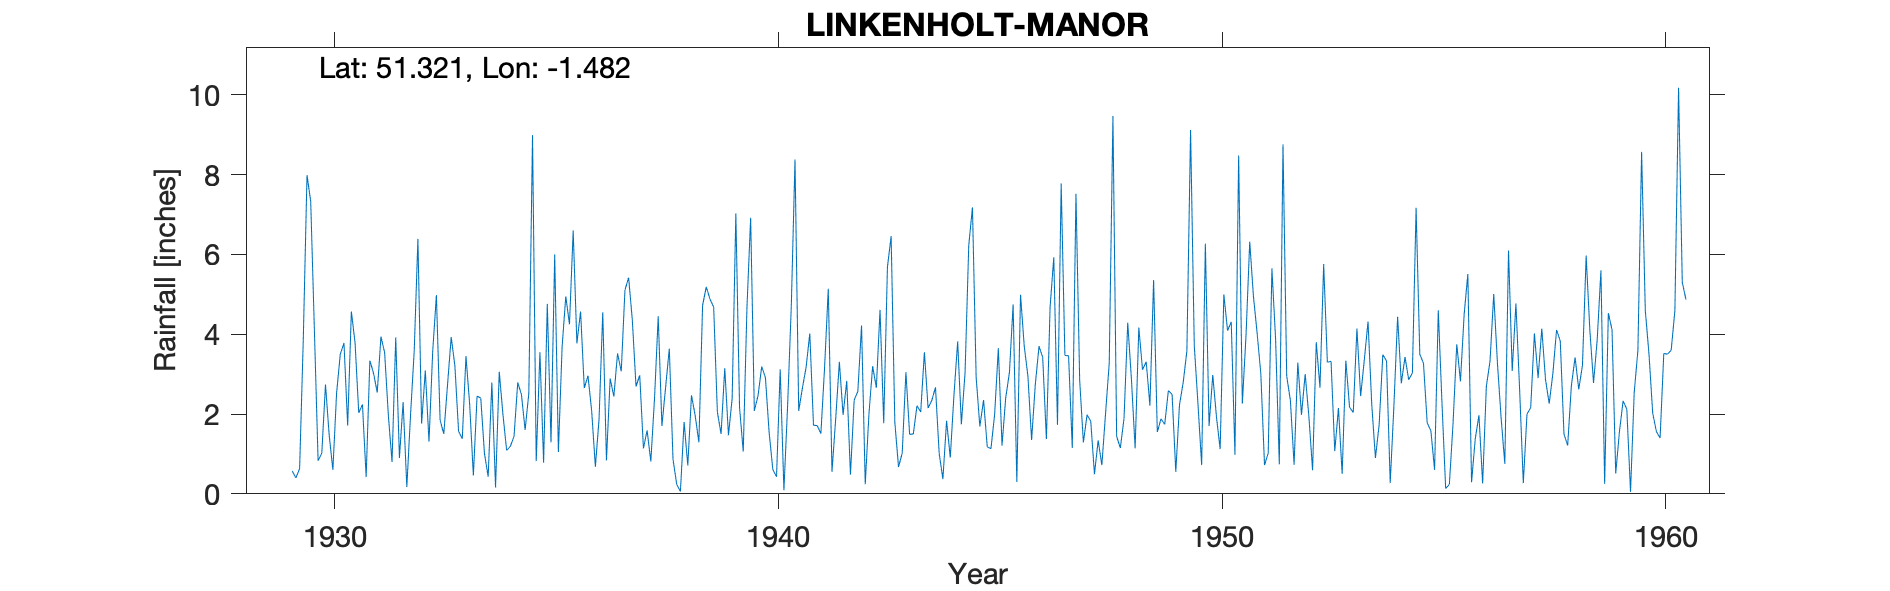 LINKENHOLT-MANOR
Lat: 51.321, Lon: -1.482
Rainfall [inches]
10
8
6
4
2
0
1930 1940 1950 1960
Year